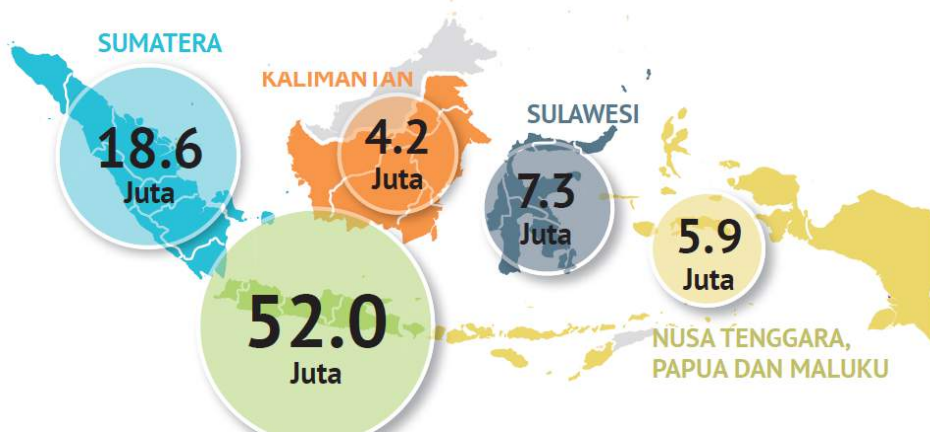 SUMATERA
18.6
Juta
KALIMANTAN
4.2
Juta
SULAWESI
7.3
Juta
5.9
Juta
NUSA TENGGARA,
PAPUA DAN MALUKU
52.0
Juta